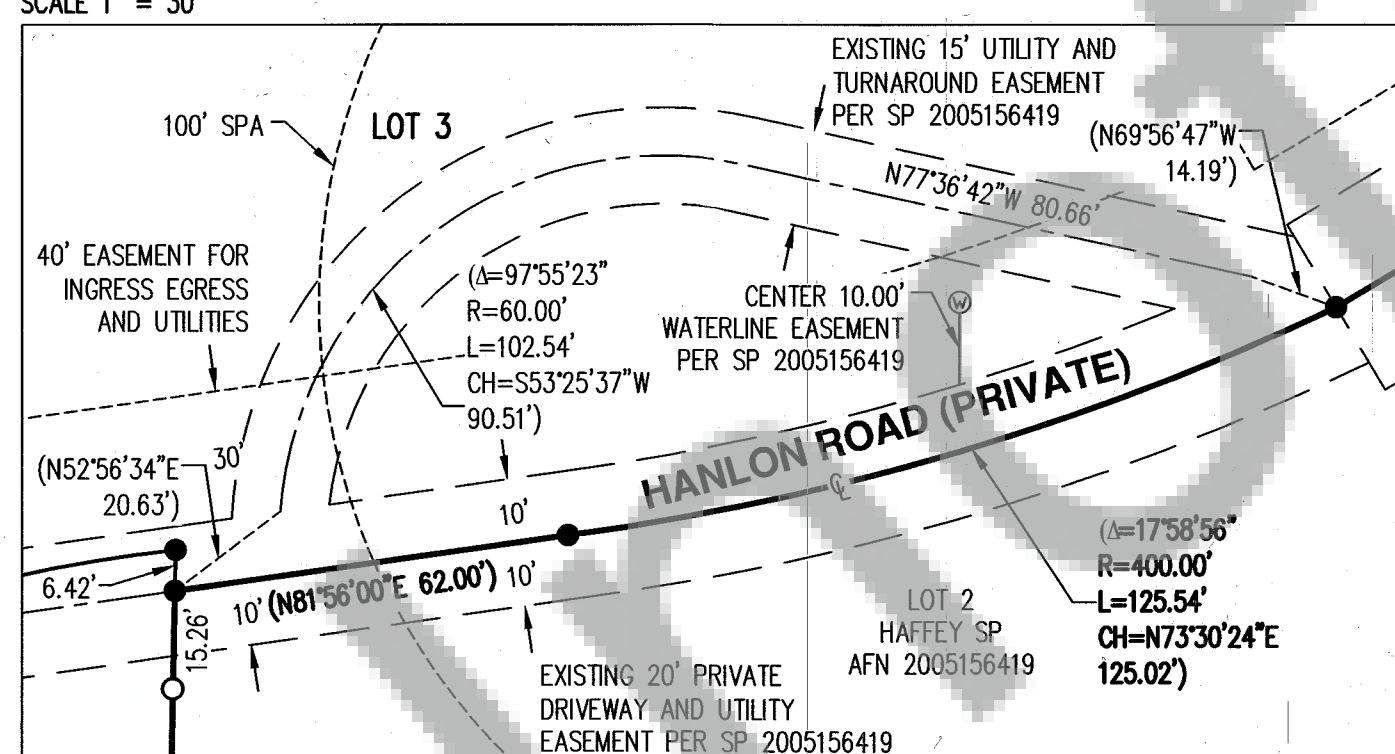 SCALE 1" = 30'
EXISTING 15' UTILITY AND
TURNAROUND EASEMENT
PER SP 2005156419
100' SPA
LOT 3
(N69°56'47"W
14.19')
N77°36'42"W 80.66'
40' EASEMENT FOR
INGRESS EGRESS
AND UTILITIES
(Δ=97°55'23"
R=60.00'
L=102.54'
CH=S53°25'37"W
90.51')
CENTER 10.00'
WATERLINE EASEMENT
PER SP 2005156419
W
HANLON ROAD (PRIVATE)
(N52°56'34"E
20.63')
30'
10'
CL
6.42'
10' (N81°56'00"E 62.00') 10'
15.26'
(Δ=17°58'56"
R=400.00'
L=125.54'
CH=N73°30'24"E
125.02')
LOT 2
HAFFEY SP
AFN 2005156419
EXISTING 20' PRIVATE
DRIVEWAY AND UTILITY
EASEMENT PER SP 2005156419